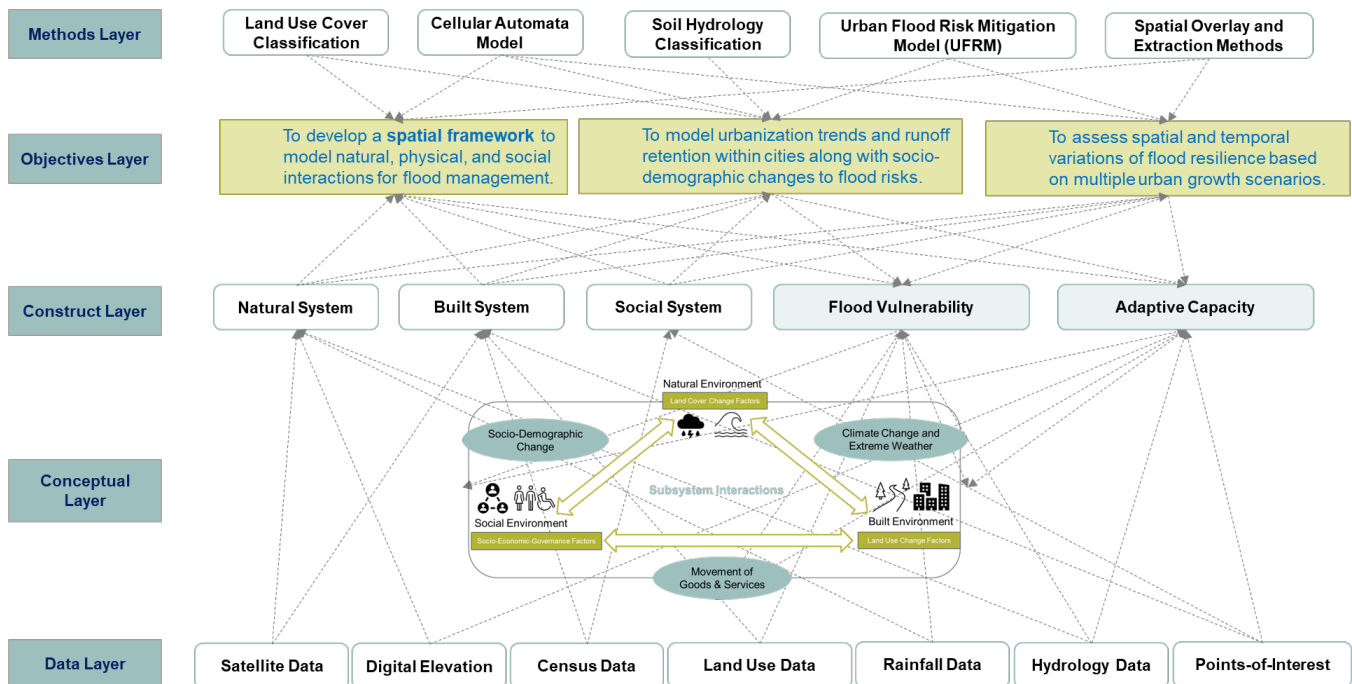 Methods Layer
Land Use Cover
Classification
Cellular Automata
Model
Soil Hydrology
Classification
Urban Flood Risk Mitigation
Model (UFRM)
Spatial Overlay and
Extraction Methods
Objectives Layer
To develop a spatial framework to
model natural, physical, and social
interactions for flood management.
To model urbanization trends and runoff
retention within cities along with socio-
demographic changes to flood risks.
To assess spatial and temporal
variations of flood resilience based
on multiple urban growth scenarios.
Construct Layer
Natural System
Built System
Social System
Flood Vulnerability
Adaptive Capacity
Conceptual
Layer
Natural Environment
Land Cover Change Factors
Socio-Demographic
Change
Climate Change and
Extreme Weather
Subsystem Interactions
Social Environment
Socio-Economic-Governance Factors
Built Environment
Land Use Change Factors
Movement of
Goods & Services
Data Layer
Satellite Data
Digital Elevation
Census Data
Land Use Data
Rainfall Data
Hydrology Data
Points-of-Interest